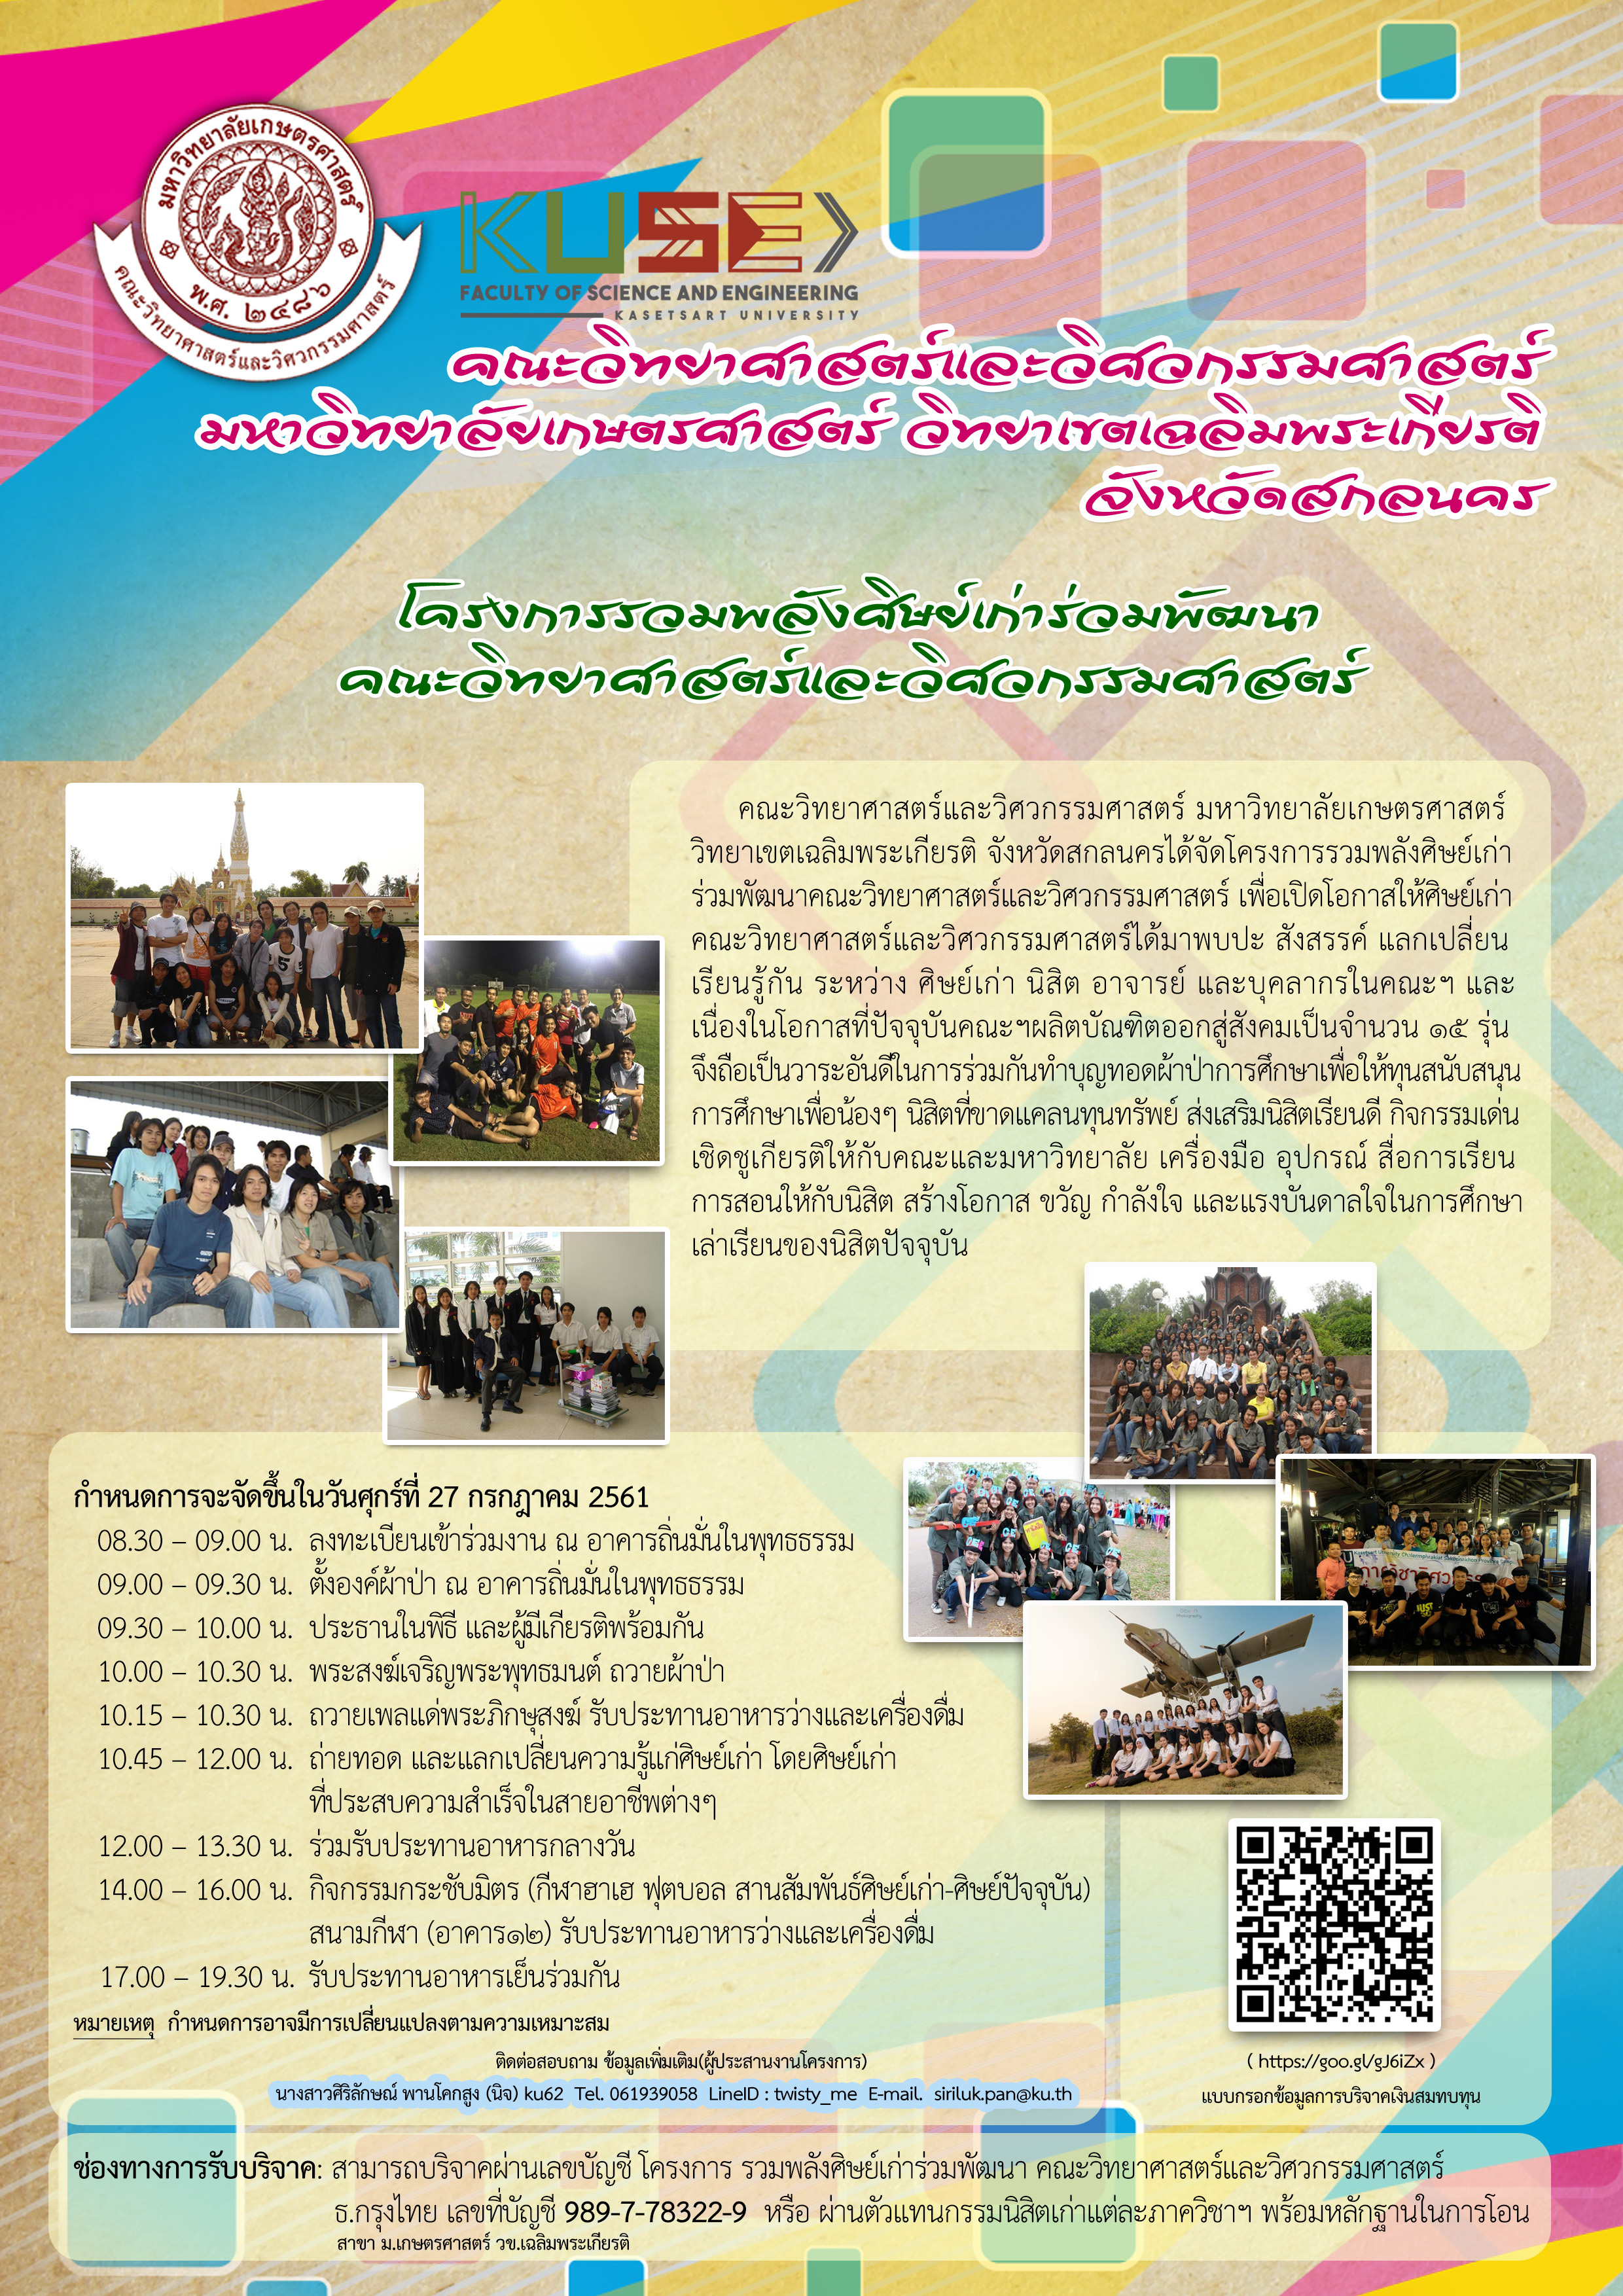 มหาวิทยาลัยเกษตรศาสตร์
พ.ศ. ๒๔๘๖
คณะวิทยาศาสตร์และวิศวกรรมศาสตร์
KUSE
FACULTY OF SCIENCE AND ENGINEERING
KASETSART UNIVERSITY
คณะวิทยาศาสตร์และวิศวกรรมศาสตร์
มหาวิทยาลัยเกษตรศาสตร์ วิทยาเขตเฉลิมพระเกียรติ
จังหวัดสกลนคร
โครงการรวมพลังศิษย์เก่าร่วมพัฒนา
คณะวิทยาศาสตร์และวิศวกรรมศาสตร์
คณะวิทยาศาสตร์และวิศวกรรมศาสตร์ มหาวิทยาลัยเกษตรศาสตร์
วิทยาเขตเฉลิมพระเกียรติ จังหวัดสกลนครได้จัดโครงการรวมพลังศิษย์เก่า
ร่วมพัฒนาคณะวิทยาศาสตร์และวิศวกรรมศาสตร์ เพื่อเปิดโอกาสให้ศิษย์เก่า
คณะวิทยาศาสตร์และวิศวกรรมศาสตร์ได้มาพบปะ สังสรรค์ แลกเปลี่ยน
เรียนรู้กัน ระหว่าง ศิษย์เก่า นิสิต อาจารย์ และบุคลากรในคณะฯ และ
เนื่องในโอกาสที่ปัจจุบันคณะฯผลิตบัณฑิตออกสู่สังคมเป็นจำนวน ๑๕ รุ่น
จึงถือเป็นวาระอันดีในการร่วมกันทำบุญทอดผ้าป่าการศึกษาเพื่อให้ทุนสนับสนุน
การศึกษาเพื่อน้องๆ นิสิตที่ขาดแคลนทุนทรัพย์ ส่งเสริมนิสิตเรียนดี กิจกรรมเด่น
เชิดชูเกียรติให้กับคณะและมหาวิทยาลัย เครื่องมือ อุปกรณ์ สื่อการเรียน
การสอนให้กับนิสิต สร้างโอกาส ขวัญ กำลังใจ และแรงบันดาลใจในการศึกษา
เล่าเรียนของนิสิตปัจจุบัน
กำหนดการจะจัดขึ้นในวันศุกร์ที่ 27 กรกฎาคม 2561
08.30 – 09.00 น. ลงทะเบียนเข้าร่วมงาน ณ อาคารถิ่นมั่นในพุทธธรรม
09.00 – 09.30 น. ตั้งองค์ผ้าป่า ณ อาคารถิ่นมั่นในพุทธธรรม
09.30 – 10.00 น. ประธานในพิธี และผู้มีเกียรติพร้อมกัน
10.00 – 10.30 น. พระสงฆ์เจริญพระพุทธมนต์ ถวายผ้าป่า
10.15 – 10.30 น. ถวายเพลแด่พระภิกษุสงฆ์ รับประทานอาหารว่างและเครื่องดื่ม
10.45 – 12.00 น. ถ่ายทอด และแลกเปลี่ยนความรู้แก่ศิษย์เก่า โดยศิษย์เก่า
ที่ประสบความสำเร็จในสายอาชีพต่างๆ
12.00 – 13.30 น. ร่วมรับประทานอาหารกลางวัน
14.00 – 16.00 น. กิจกรรมกระชับมิตร (กีฬาฮาเฮ ฟุตบอล สานสัมพันธ์ศิษย์เก่า-ศิษย์ปัจจุบัน)
สนามกีฬา (อาคาร๑๒) รับประทานอาหารว่างและเครื่องดื่ม
17.00 – 19.30 น. รับประทานอาหารเย็นร่วมกัน
หมายเหตุ กำหนดการอาจมีการเปลี่ยนแปลงตามความเหมาะสม
ติดต่อสอบถาม ข้อมูลเพิ่มเติม(ผู้ประสานงานโครงการ)
นางสาวศิริลักษณ์ พานโคกสูง (นิจ) ku62 Tel. 061939058 LineID : twisty_me E-mail. siriluk.pan@ku.th
( https://goo.gl/gJ6iZx )
แบบกรอกข้อมูลการบริจาคเงินสมทบทุน
ช่องทางการรับบริจาค: สามารถบริจาคผ่านเลขบัญชี โครงการ รวมพลังศิษย์เก่าร่วมพัฒนา คณะวิทยาศาสตร์และวิศวกรรมศาสตร์
ธ.กรุงไทย เลขที่บัญชี 989-7-78322-9 หรือ ผ่านตัวแทนกรรมนิสิตเก่าแต่ละภาควิชาฯ พร้อมหลักฐานในการโอน
สาขา ม.เกษตรศาสตร์ วข.เฉลิมพระเกียรติ